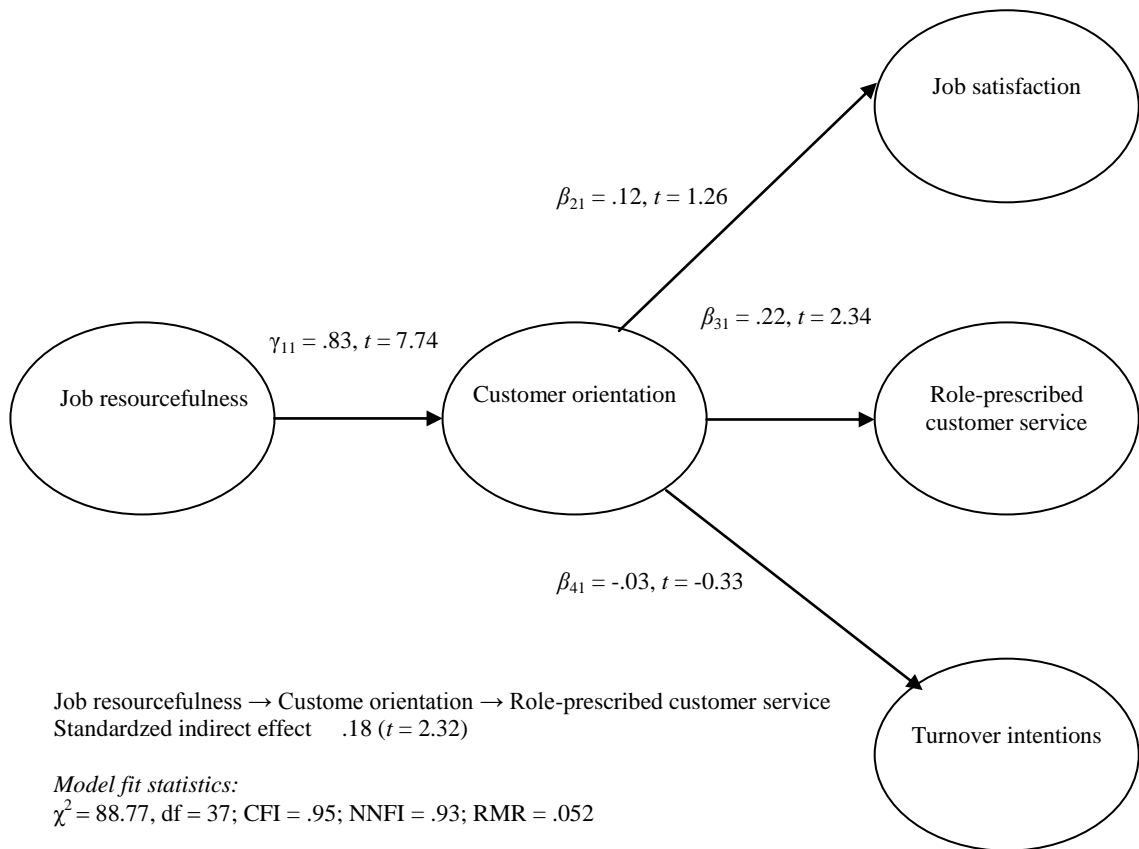 Job satisfaction
β21 = .12, t = 1.26
β31 = .22, t = 2.34
γ11 = .83, t = 7.74
Job resourcefulness
Customer orientation
Role-prescribed
customer service
β41 = -.03, t = -0.33
Job resourcefulness → Custome orientation → Role-prescribed customer service
Standardzed indirect effect .18 (t = 2.32)
Turnover intentions
Model fit statistics:
χ² = 88.77, df = 37; CFI = .95; NNFI = .93; RMR = .052